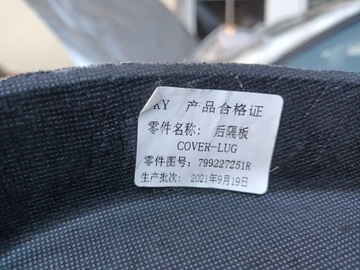 KY 产品合格证
零件名称: 后隔板
COVER-LUG
零件图号: 799227251R
生产批次: 2021年9月19日